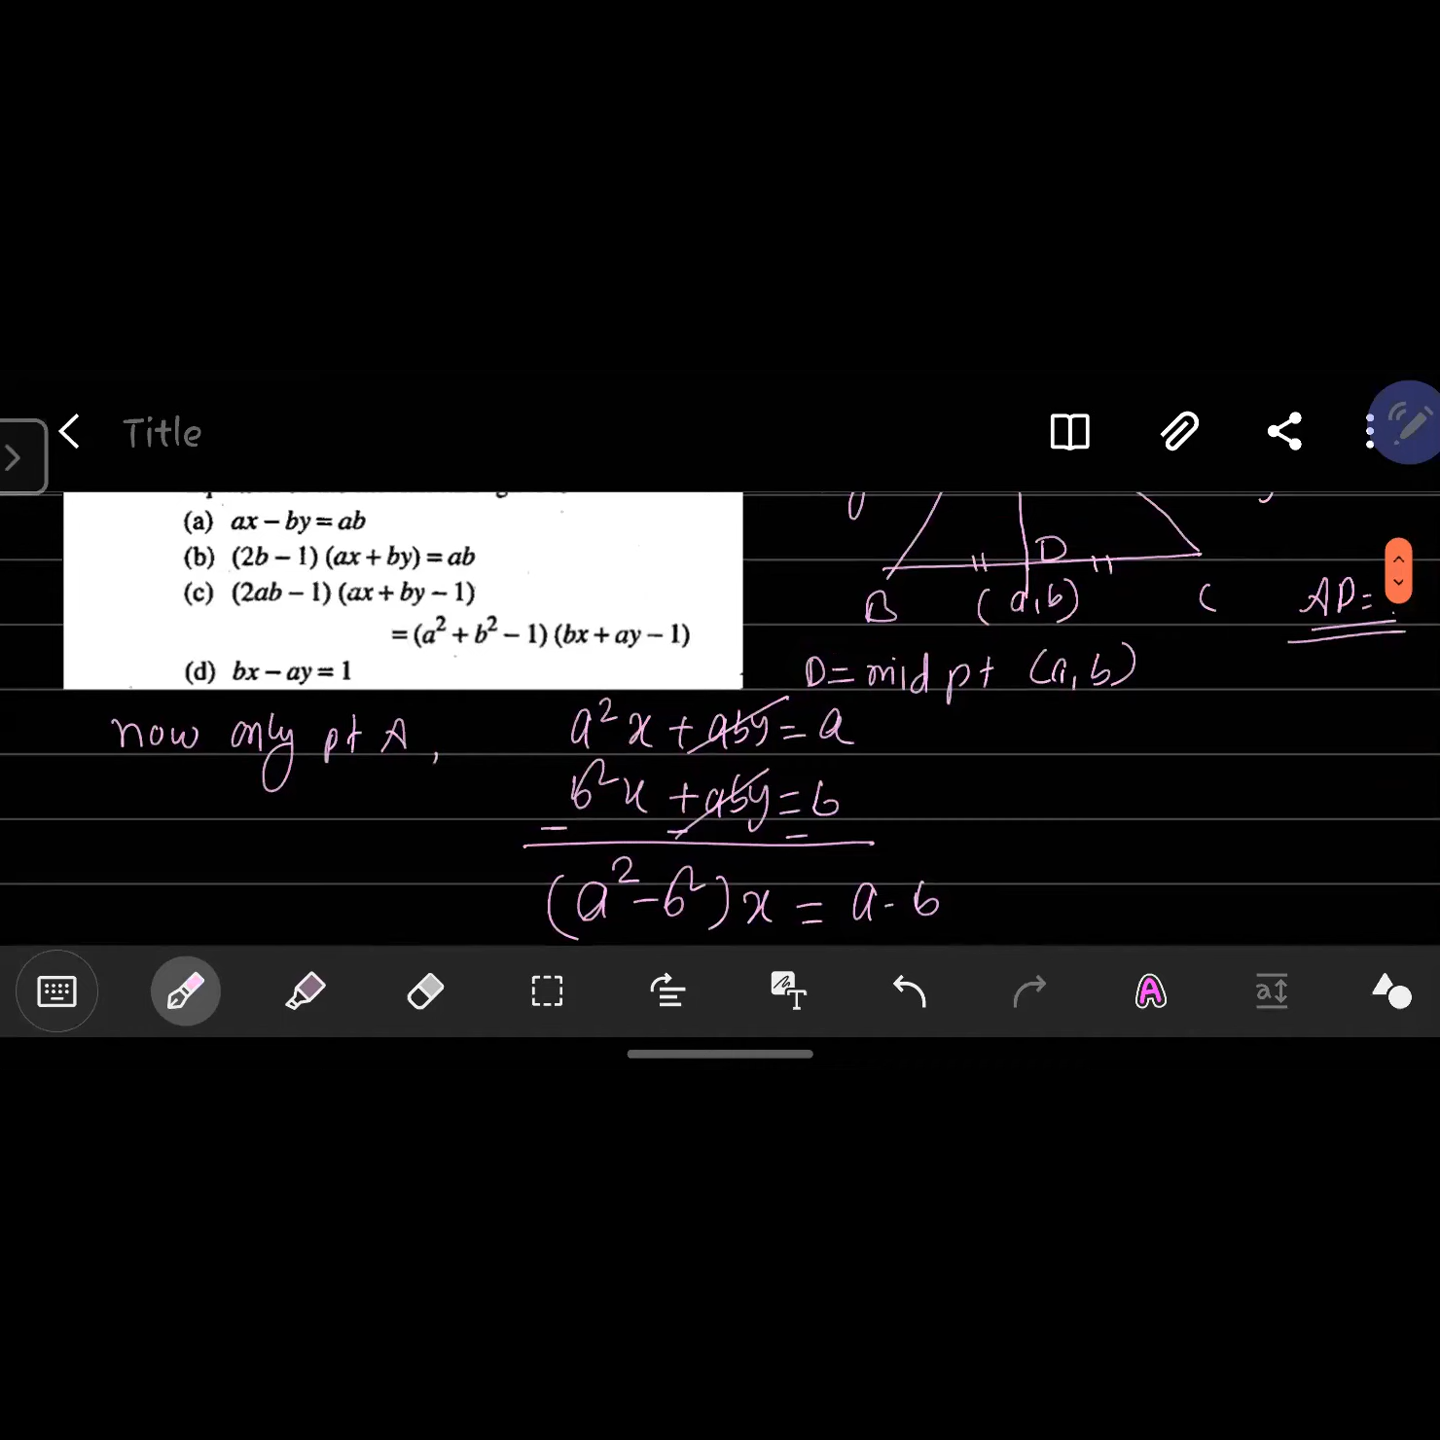 Title
(a) ax – by = ab
(b) (2b – 1) (ax + by) = ab
(c) (2ab – 1) (ax + by – 1)
= (a² + b² – 1) (bx + ay – 1)
(d) bx – ay = 1
D
B (a,b) C
AD=
D= mid pt (a, b)
now only pt A,
a²x + aby = a
b²x + aby = b
(a²-b²)x = a-b
A
a